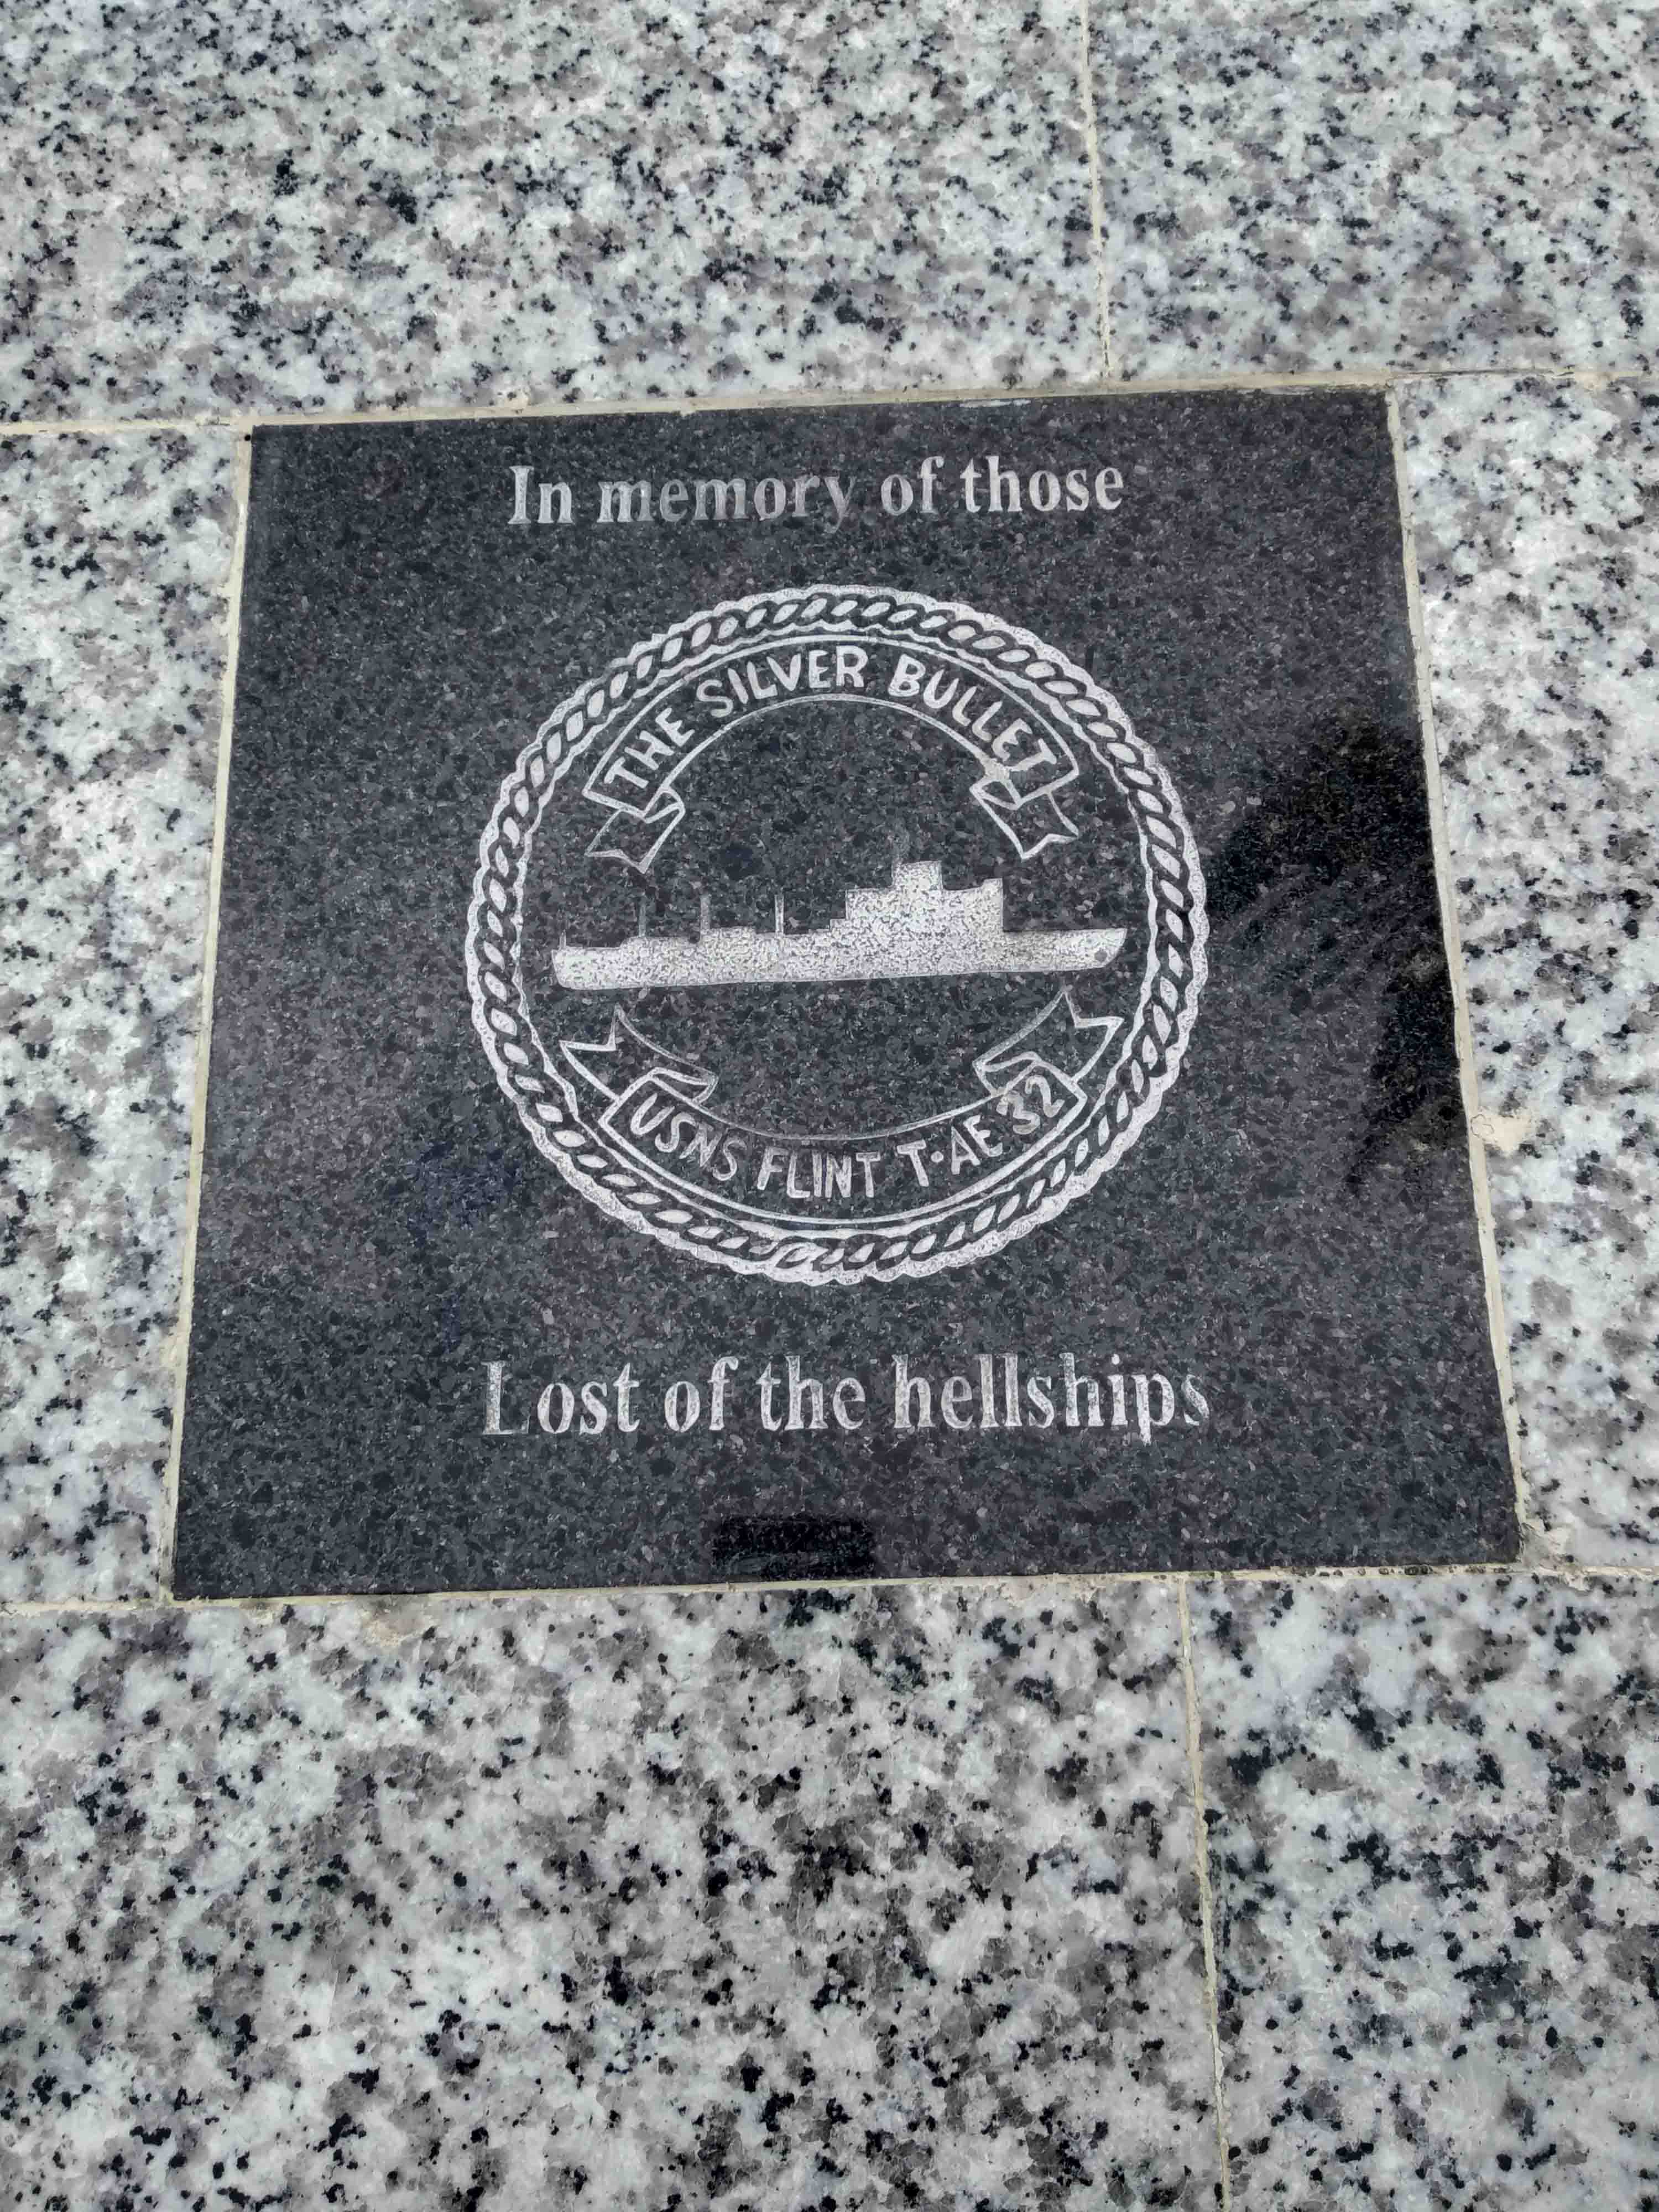 In memory of those
THE SILVER BULLET
USNS FLINT T·AE 32
Lost of the hellships